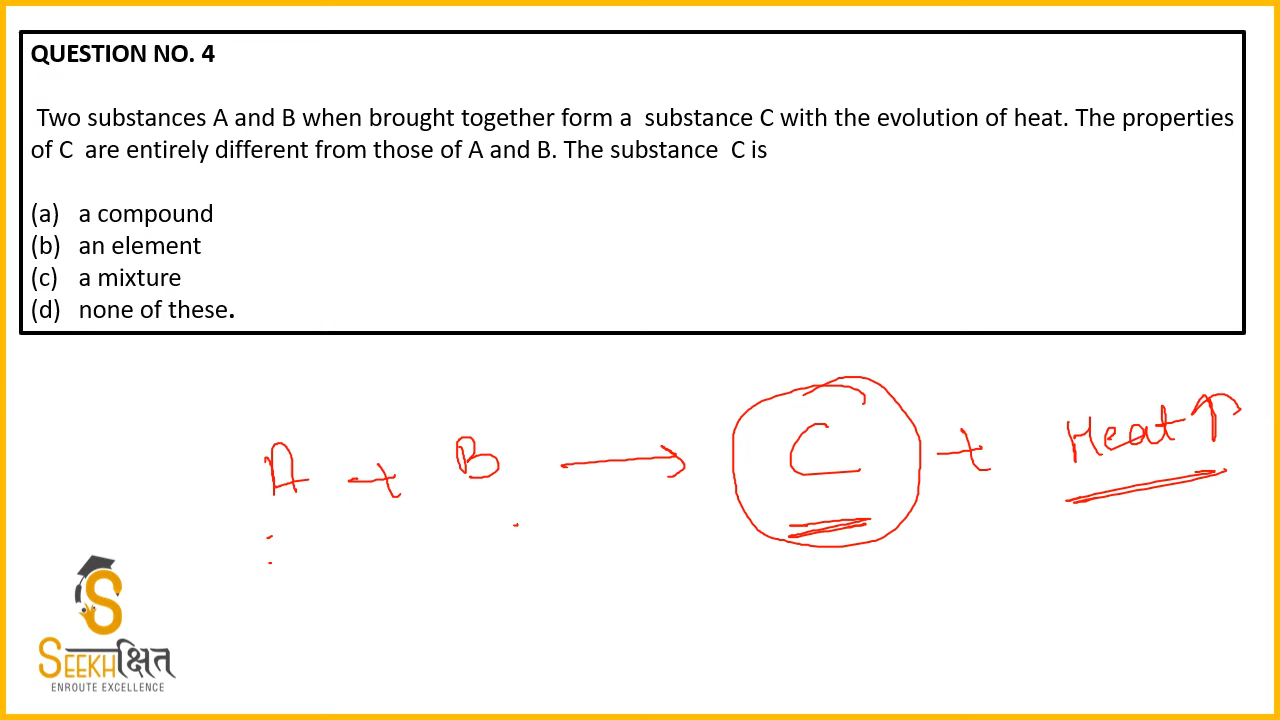 QUESTION NO. 4
Two substances A and B when brought together form a substance C with the evolution of heat. The properties
of C are entirely different from those of A and B. The substance C is
(a) a compound
(b) an element
(c) a mixture
(d) none of these.
A + B → C + Heat ↑
S
SEEKHक्षित
ENROUTE EXCELLENCE